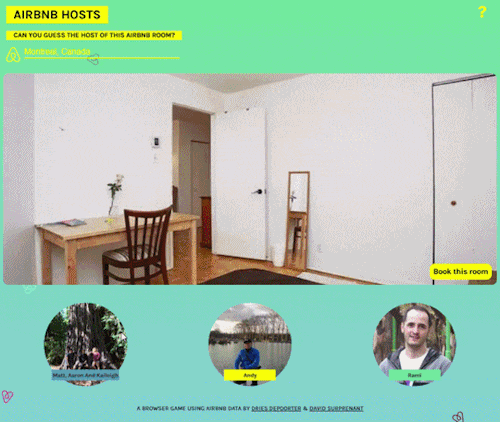 AIRBNB HOSTS
?
CAN YOU GUESS THE HOST OF THIS AIRBNB ROOM?
Montreal, Canada
Book this room
Matt, Aaron And Kaileigh
Andy
Rami
A BROWSER GAME USING AIRBNB DATA BY DRIES DEPOORTER & DAVID SURPRENANT